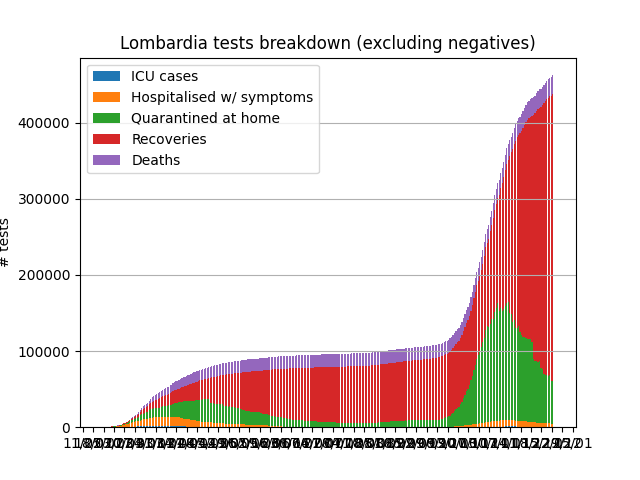 Lombardia tests breakdown (excluding negatives)
ICU cases
Hospitalised w/ symptoms
Quarantined at home
Recoveries
Deaths
# tests
400000
300000
200000
100000
0